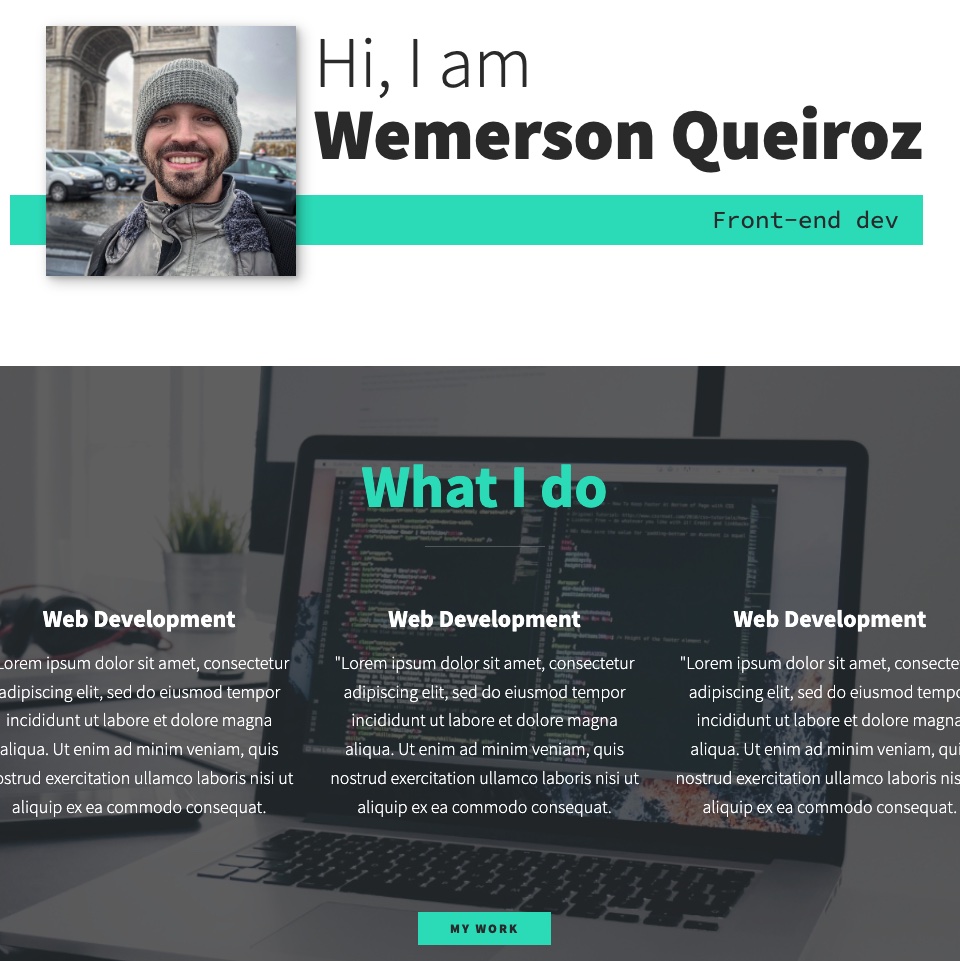 Hi, I am
Wemerson Queiroz
Front-end dev
What I do
Web Development
Lorem ipsum dolor sit amet, consectetur
adipiscing elit, sed do eiusmod tempor
incididunt ut labore et dolore magna
aliqua. Ut enim ad minim veniam, quis
nostrud exercitation ullamco laboris nisi ut
aliquip ex ea commodo consequat.
Web Development
"Lorem ipsum dolor sit amet, consectetur
adipiscing elit, sed do eiusmod tempor
incididunt ut labore et dolore magna
aliqua. Ut enim ad minim veniam, quis
nostrud exercitation ullamco laboris nisi ut
aliquip ex ea commodo consequat.
Web Development
"Lorem ipsum dolor sit amet,
adipiscing elit, sed do eiusmod
incididunt ut labore et dolore magna
aliqua. Ut enim ad minim veniam,
nostrud exercitation ullamco laboris
aliquip ex ea commodo consequat.
MY WORK